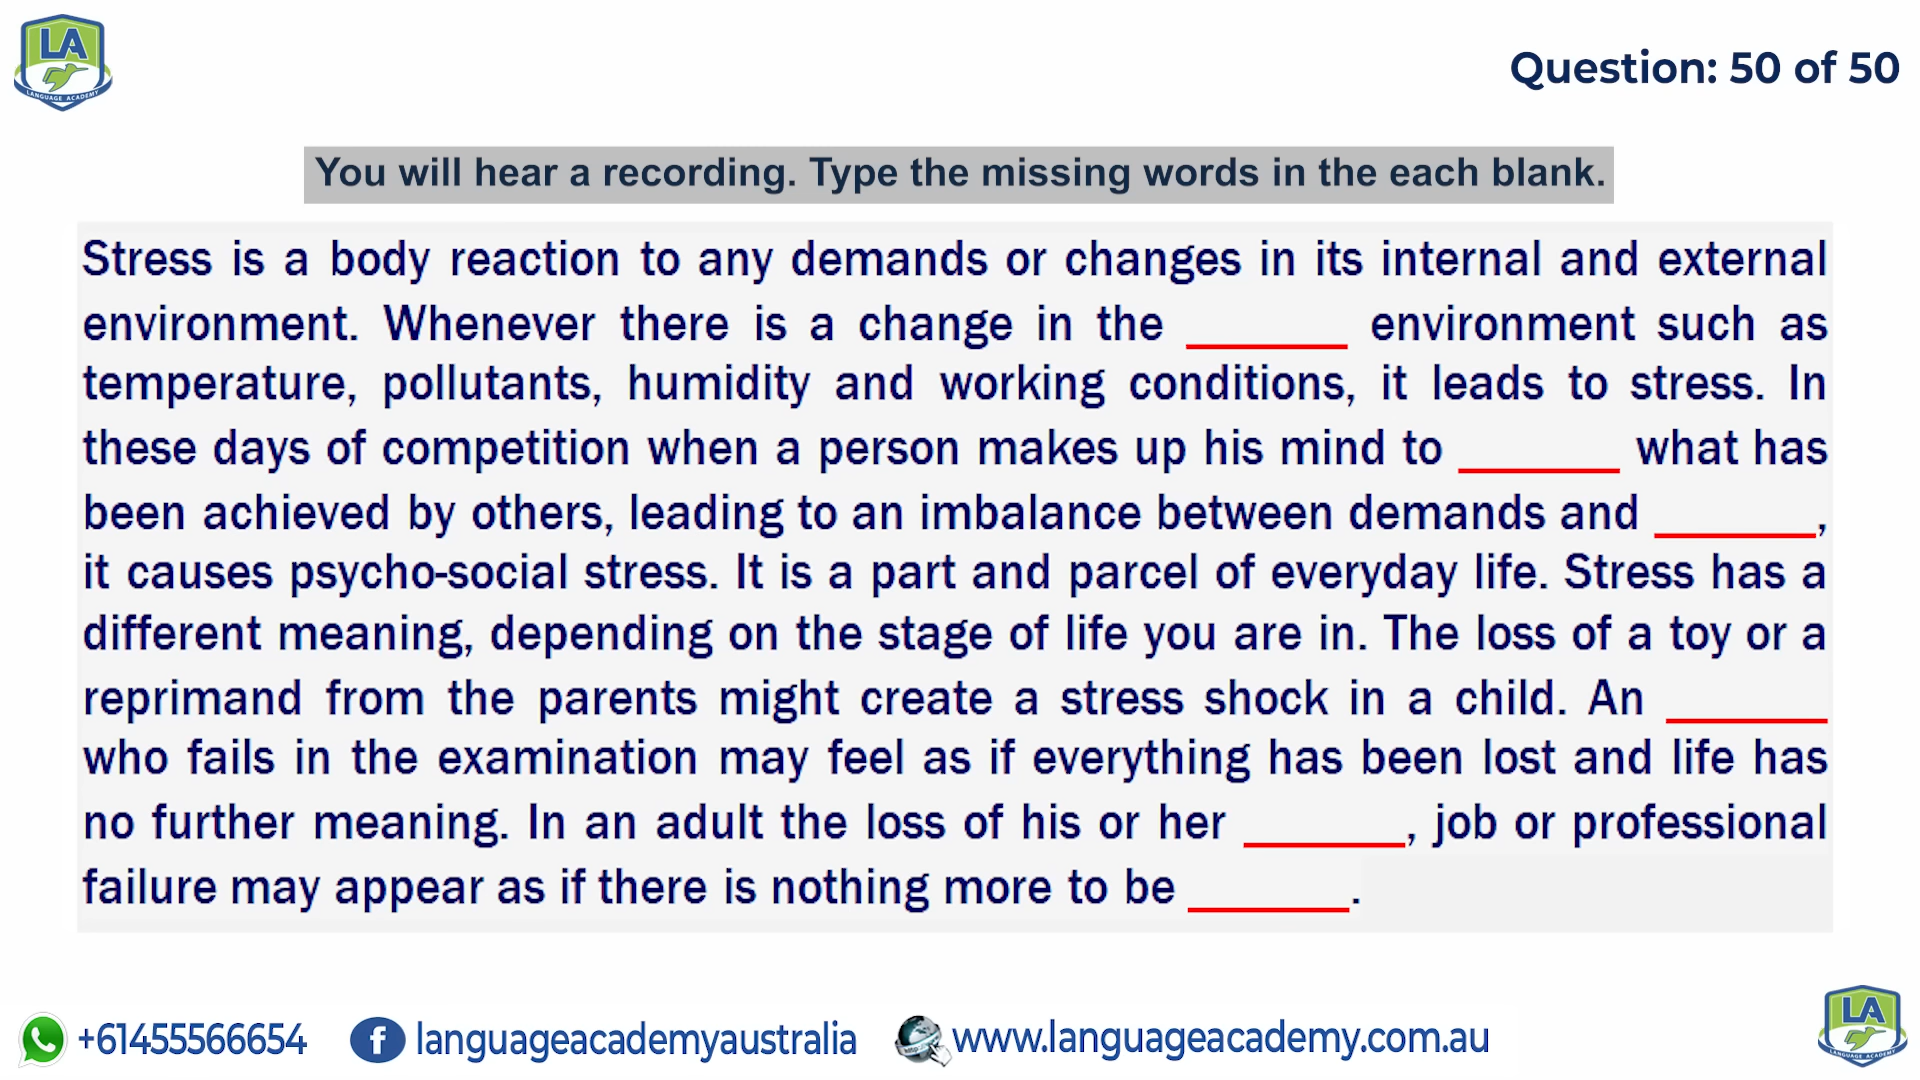 LA
LANGUAGE ACADEMY
Question: 50 of 50
You will hear a recording. Type the missing words in the each blank.
Stress is a body reaction to any demands or changes in its internal and external
environment. Whenever there is a change in the ______ environment such as
temperature, pollutants, humidity and working conditions, it leads to stress. In
these days of competition when a person makes up his mind to ______ what has
been achieved by others, leading to an imbalance between demands and ______,
it causes psycho-social stress. It is a part and parcel of everyday life. Stress has a
different meaning, depending on the stage of life you are in. The loss of a toy or a
reprimand from the parents might create a stress shock in a child. An ______
who fails in the examination may feel as if everything has been lost and life has
no further meaning. In an adult the loss of his or her ______, job or professional
failure may appear as if there is nothing more to be ______.
+61455566654 languageacademyaustralia www.languageacademy.com.au
LA
LANGUAGE ACADEMY